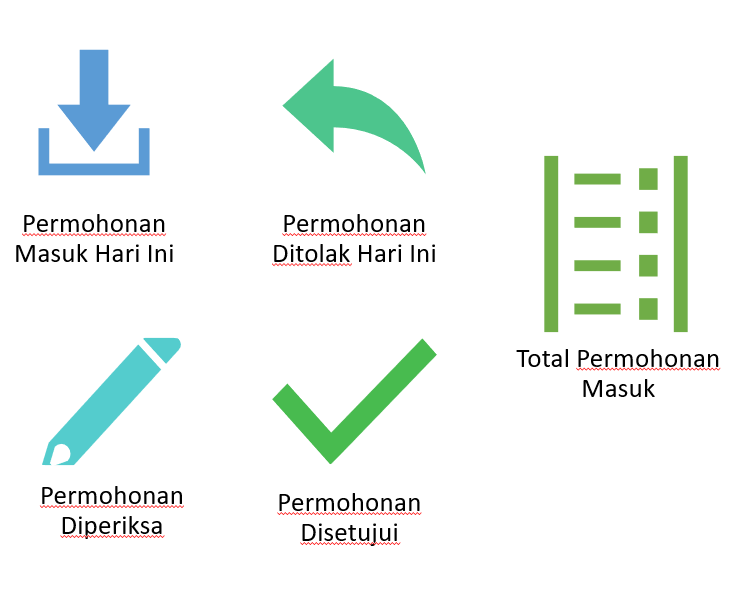 Permohonan
Masuk Hari Ini
Permohonan
Ditolak Hari Ini
Total Permohonan
Masuk
Permohonan
Diperiksa
Permohonan
Disetujui